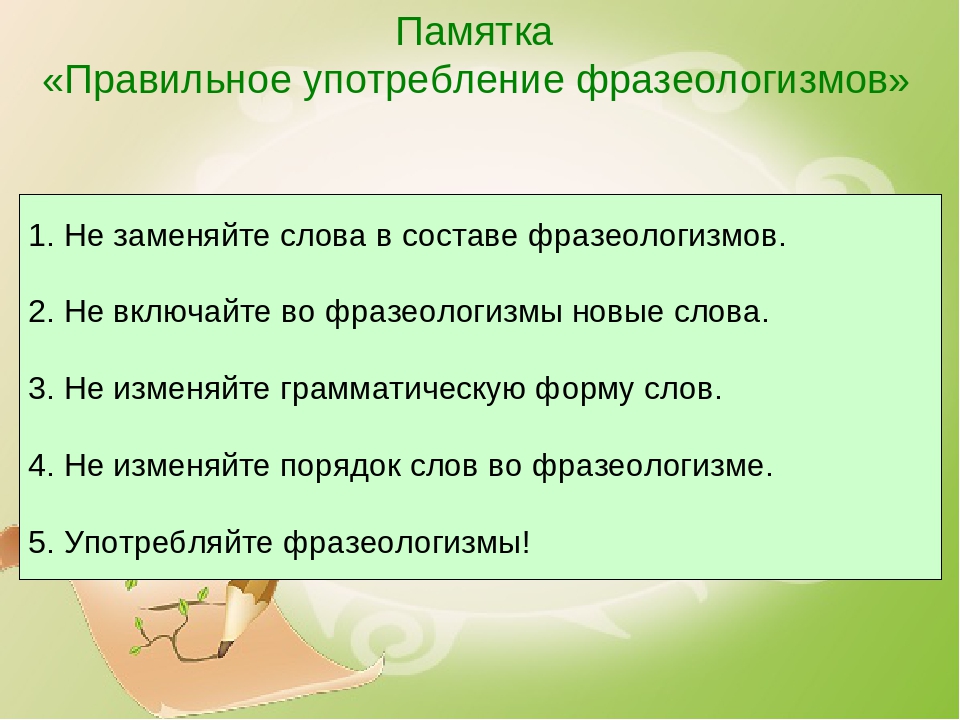 Памятка
«Правильное употребление фразеологизмов»
1. Не заменяйте слова в составе фразеологизмов.
2. Не включайте во фразеологизмы новые слова.
3. Не изменяйте грамматическую форму слов.
4. Не изменяйте порядок слов во фразеологизме.
5. Употребляйте фразеологизмы!